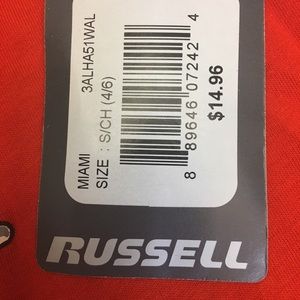 MIAMI 3ALHA51WAL
SIZE : S/CH (4/6)
8 89646 07242 4
$14.96
RUSSELL